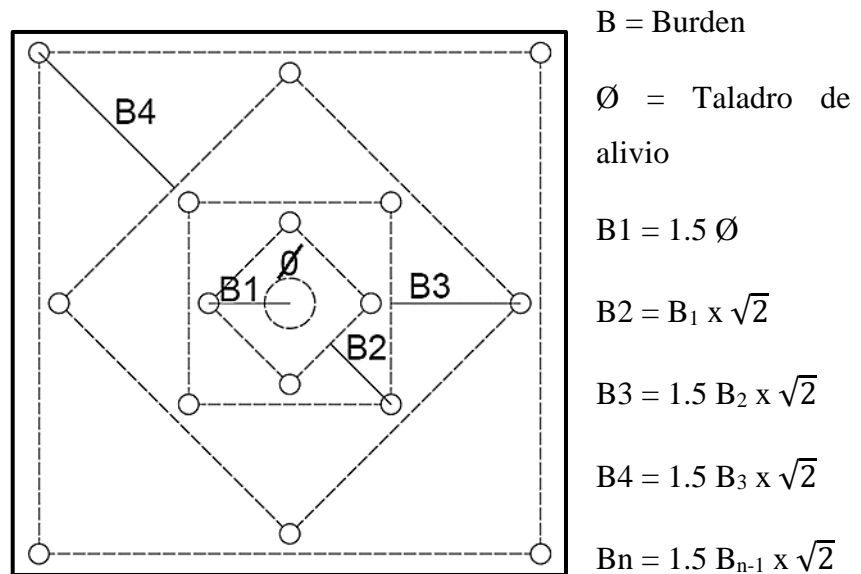 B = Burden
Ø = Taladro de
alivio
B1 = 1.5 Ø
B2 = B₁ x √2
B3 = 1.5 B₂ x √2
B4 = 1.5 B₃ x √2
Bn = 1.5 Bₙ₋₁ x √2
B4
Ø
B1
B3
B2